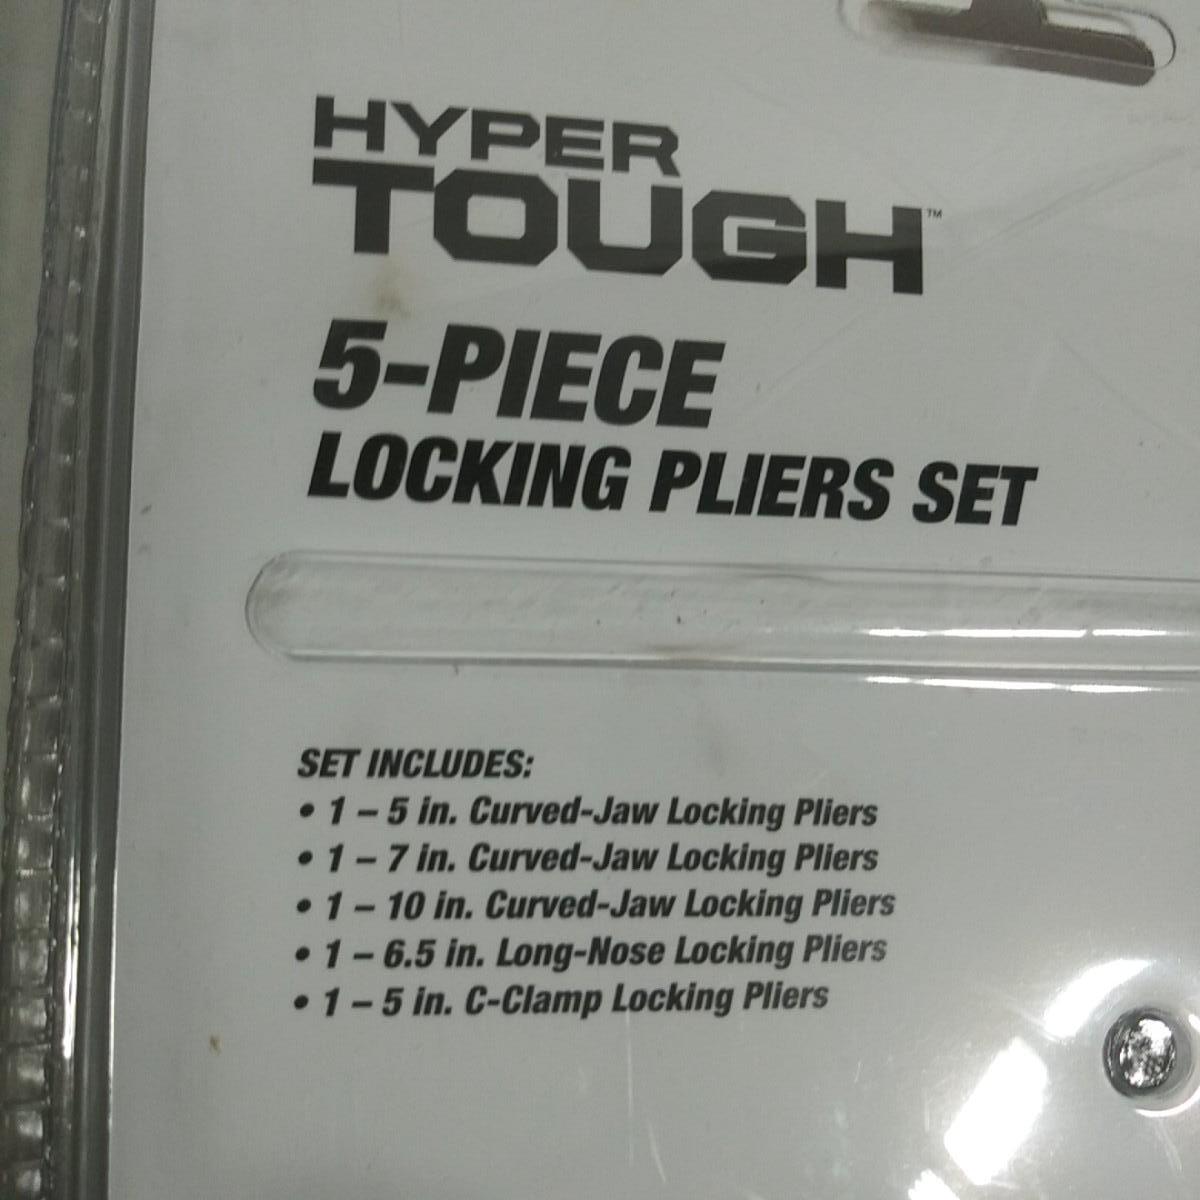 HYPER
TOUGH™
5-PIECE
LOCKING PLIERS SET
SET INCLUDES:
• 1 – 5 in. Curved-Jaw Locking Pliers
• 1 – 7 in. Curved-Jaw Locking Pliers
• 1 – 10 in. Curved-Jaw Locking Pliers
• 1 – 6.5 in. Long-Nose Locking Pliers
• 1 – 5 in. C-Clamp Locking Pliers